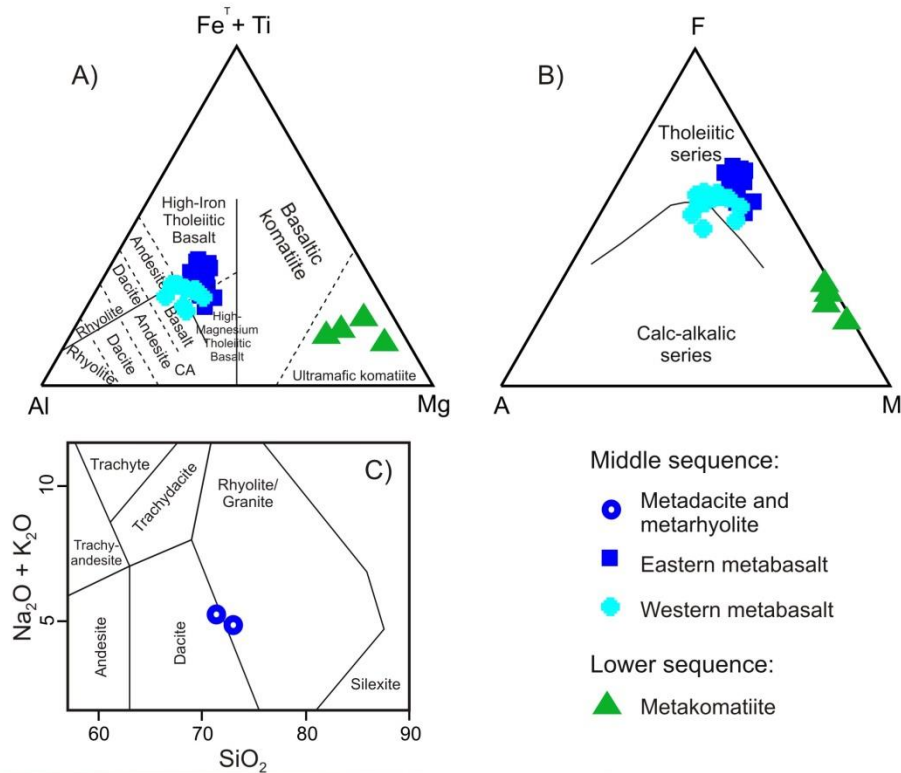 Fe^T + Ti
A)
High-Iron
Tholeiitic
Basalt
Basaltic
komatiite
Andesite
Dacite
Rhyolite
Basalt
High-
Magnesium
Tholeiitic
Basalt
Rhyolite
Dacite
Andesite
CA
Ultramafic komatiite
Al
Mg
F
B)
Tholeiitic
series
Calc-alkalic
series
A
M
C)
Trachyte
Trachydacite
Rhyolite/
Granite
Trachy-
andesite
Andesite
Dacite
Silexite
10
5
Na₂O + K₂O
60
70
80
90
SiO₂
Middle sequence:
Metadacite and
metarhyolite
Eastern metabasalt
Western metabasalt
Lower sequence:
Metakomatiite